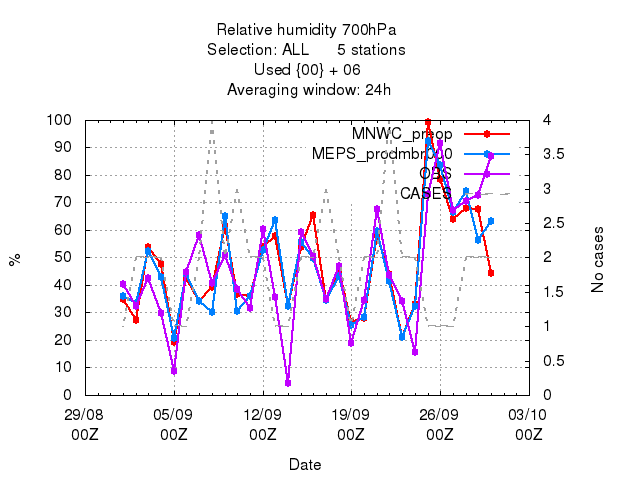 Relative humidity 700hPa
Selection: ALL 5 stations
Used {00} + 06
Averaging window: 24h
MNWC_preop
MEPS_prodmbr000
OBS
CASES
100
90
80
70
60
50
40
30
20
10
0
%
4
3.5
3
2.5
2
1.5
1
0.5
0
No cases
29/08 05/09 12/09 19/09 26/09 03/10
00Z 00Z 00Z 00Z 00Z 00Z
Date